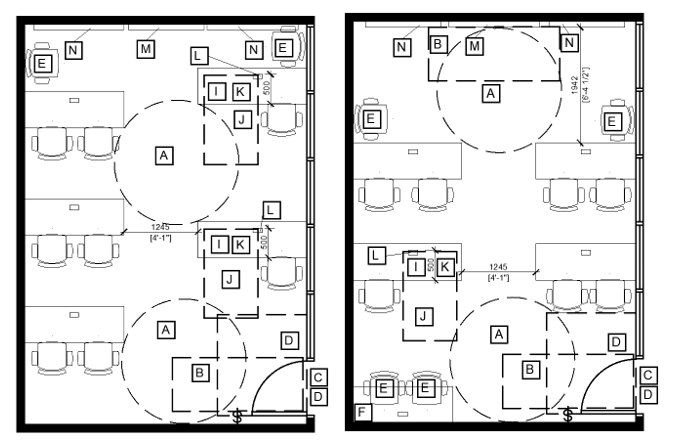 N
M
N
E
E
L
I
K
500
J
A
L
1245
[4'-1"]
I
K
500
J
A
D
B
C
D
$
N
B
M
N
A
1942
[6'-4 1/2"]
E
E
L
I
K
500
1245
[4'-1"]
J
A
D
B
C
E
E
D
F
$